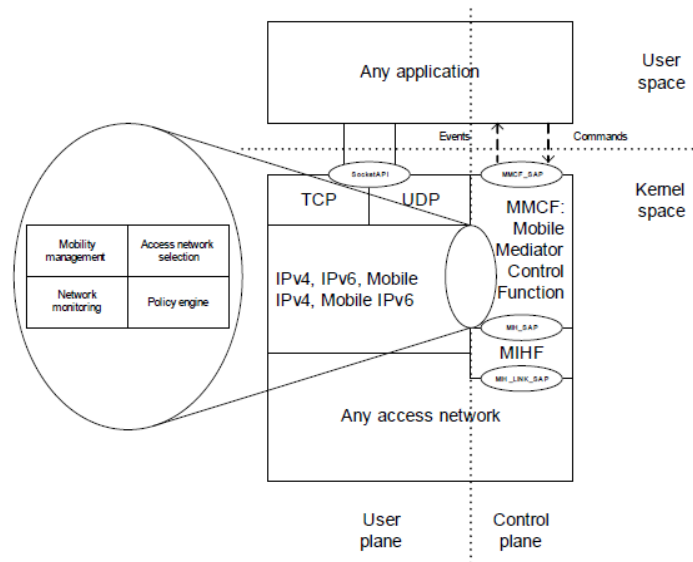 Any application
User
space
Events
Commands
SocketAPI
MMCF_SAP
Kernel
space
TCP
UDP
MMCF:
Mobile
Mediator
Control
Function
Mobility
management
Access network
selection
Network
monitoring
Policy engine
IPv4, IPv6, Mobile
IPv4, Mobile IPv6
MIH_SAP
MIHF
MIH_LINK_SAP
Any access network
User
plane
Control
plane